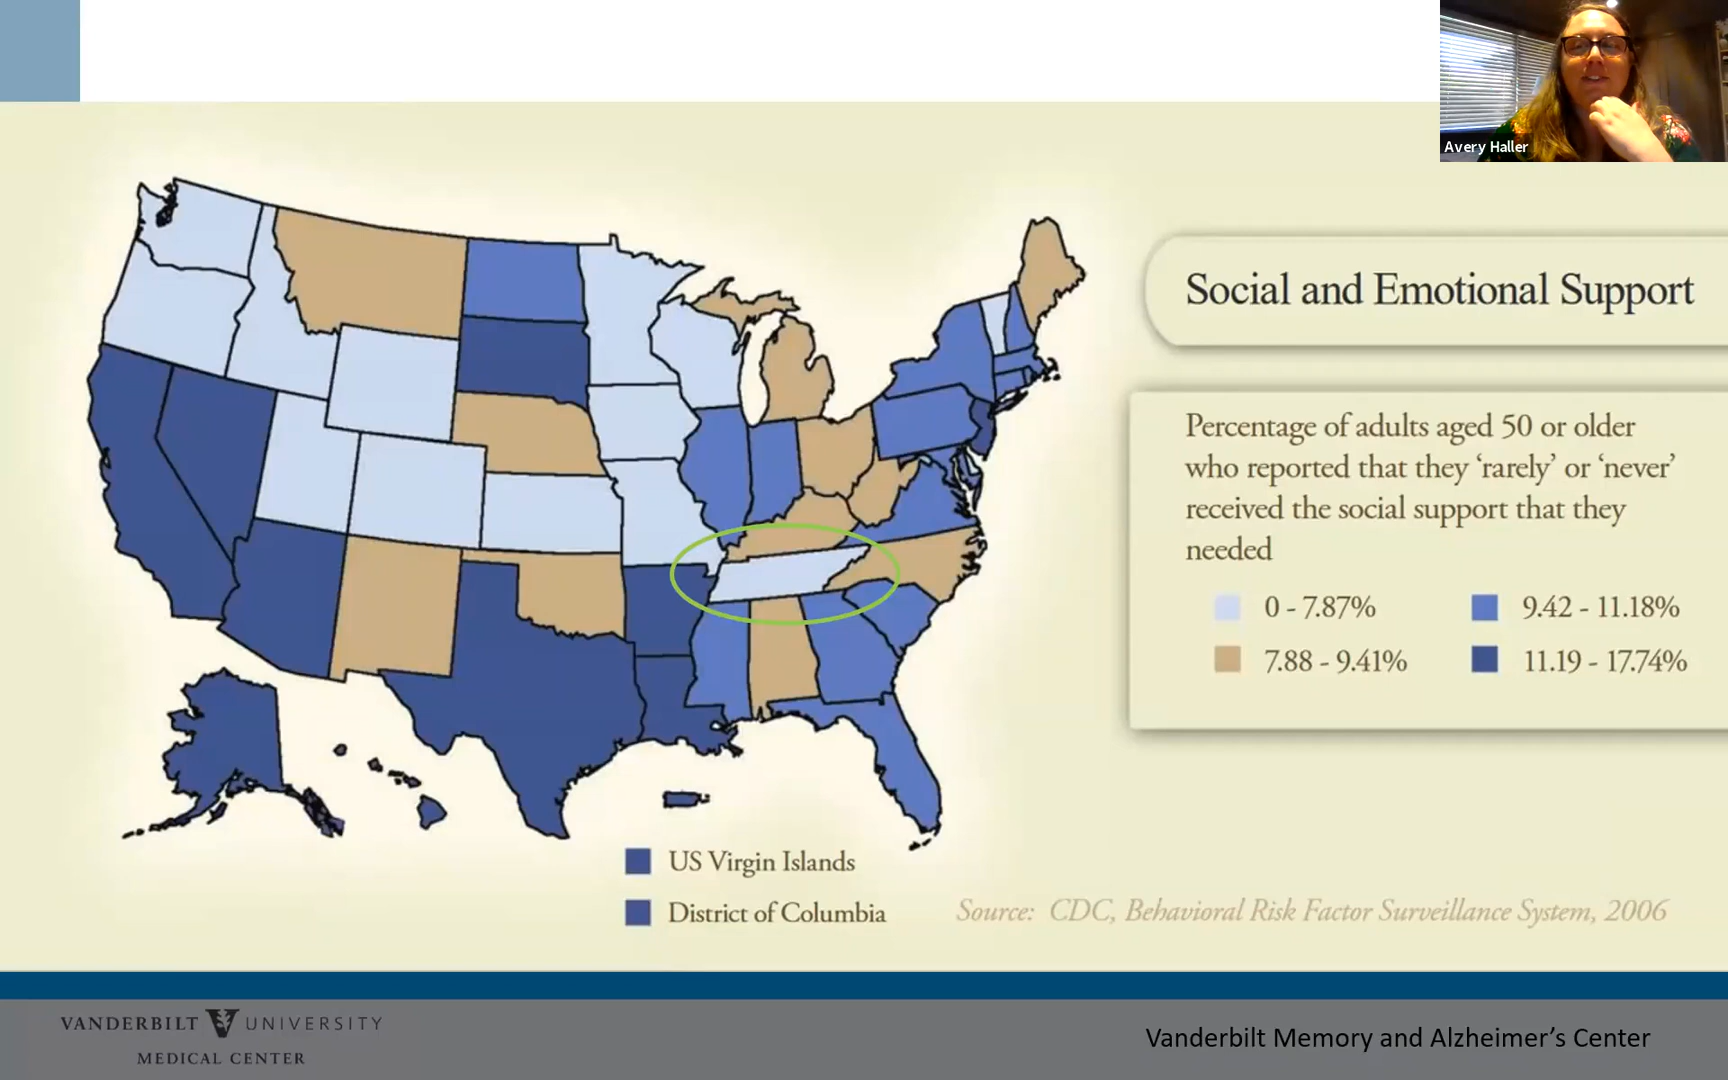 Avery Haller
Social and Emotional Support
Percentage of adults aged 50 or older
who reported that they ‘rarely’ or ‘never’
received the social support that they
needed
0 - 7.87%
9.42 - 11.18%
7.88 - 9.41%
11.19 - 17.74%
US Virgin Islands
District of Columbia
Source: CDC, Behavioral Risk Factor Surveillance System, 2006
VANDERBILT V UNIVERSITY
MEDICAL CENTER
Vanderbilt Memory and Alzheimer’s Center